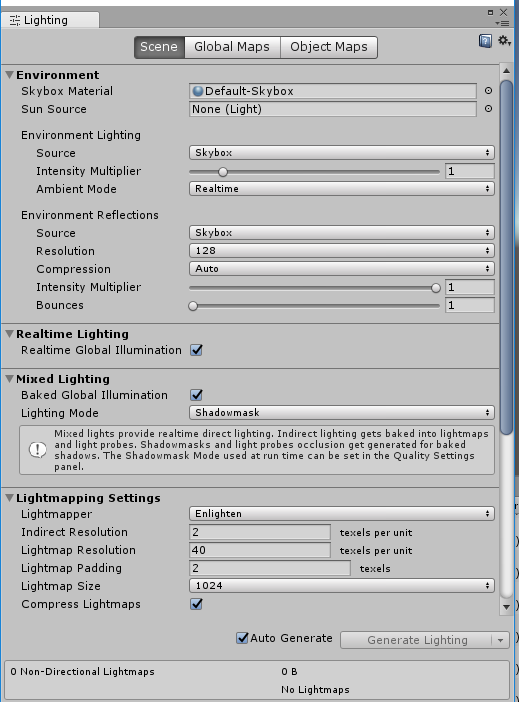 Lighting
Scene Global Maps Object Maps
Environment
Skybox Material Default-Skybox
Sun Source None (Light)
Environment Lighting
Source Skybox
Intensity Multiplier 1
Ambient Mode Realtime
Environment Reflections
Source Skybox
Resolution 128
Compression Auto
Intensity Multiplier 1
Bounces 1
Realtime Lighting
Realtime Global Illumination
Mixed Lighting
Baked Global Illumination
Lighting Mode Shadowmask
Mixed lights provide realtime direct lighting. Indirect lighting gets baked into lightmaps
and light probes. Shadowmasks and light probes occlusion get generated for baked
shadows. The Shadowmask Mode used at run time can be set in the Quality Settings
panel.
Lightmapping Settings
Lightmapper Enlighten
Indirect Resolution 2 texels per unit
Lightmap Resolution 40 texels per unit
Lightmap Padding 2 texels
Lightmap Size 1024
Compress Lightmaps
Auto Generate Generate Lighting
0 Non-Directional Lightmaps 0 B
No Lightmaps